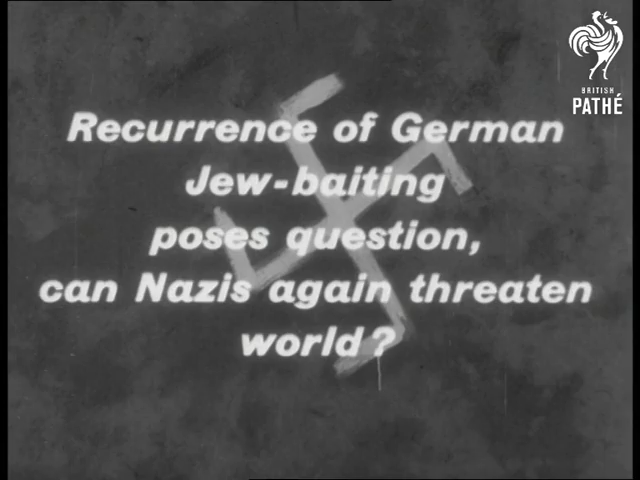 BRITISH
PATHÉ
Recurrence of German
Jew-baiting
poses question,
can Nazis again threaten
world?